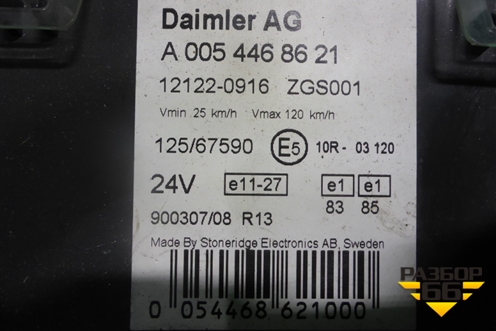 Daimler AG
A 005 446 86 21
12122-0916 ZGS001
Vmin 25 km/h Vmax 120 km/h
125/67590 E5 10R - 03 120
24V e11-27 e1 e1
83 85
900307/08 R13
Made By Stoneridge Electronics AB, Sweden
0 054468 621000
РАЗБОР
66